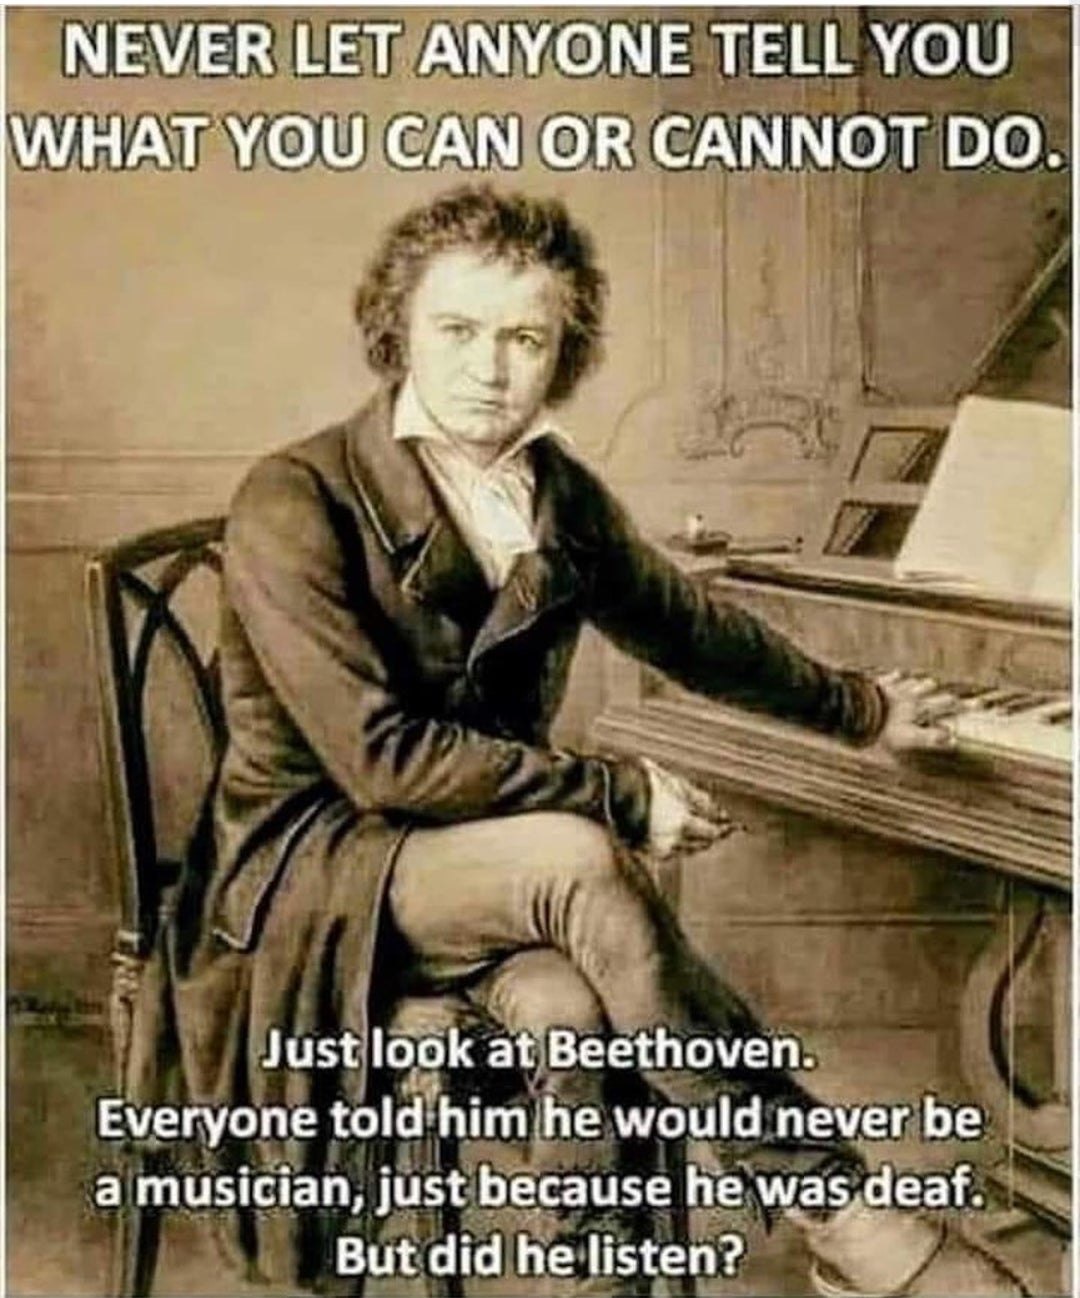 NEVER LET ANYONE TELL YOU
WHAT YOU CAN OR CANNOT DO.
Just look at Beethoven.
Everyone told him he would never be
a musician, just because he was deaf.
But did he listen?